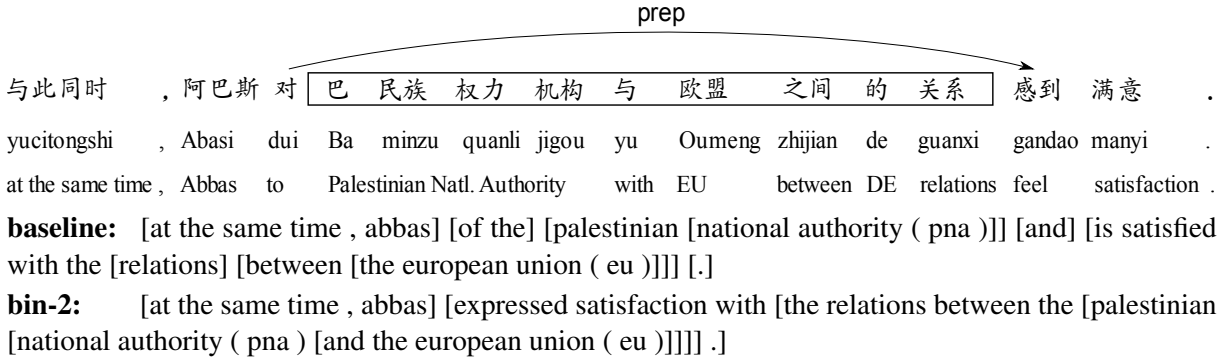 prep
与此同时 , 阿巴斯 对 巴 民族 权力 机构 与 欧盟 之间 的 关系 感到 满意 .
yucitongshi , Abasi dui Ba minzu quanli jigou yu Oumeng zhijian de guanxi gandao manyi .
at the same time , Abbas to Palestinian Natl. Authority with EU between DE relations feel satisfaction .
baseline: [at the same time , abbas] [of the] [palestinian [national authority ( pna )]] [and] [is satisfied
with the [relations] [between [the european union ( eu )]]] [.]
bin-2: [at the same time , abbas] [expressed satisfaction with [the relations between the [palestinian
[national authority ( pna ) [and the european union ( eu )]]]] .]